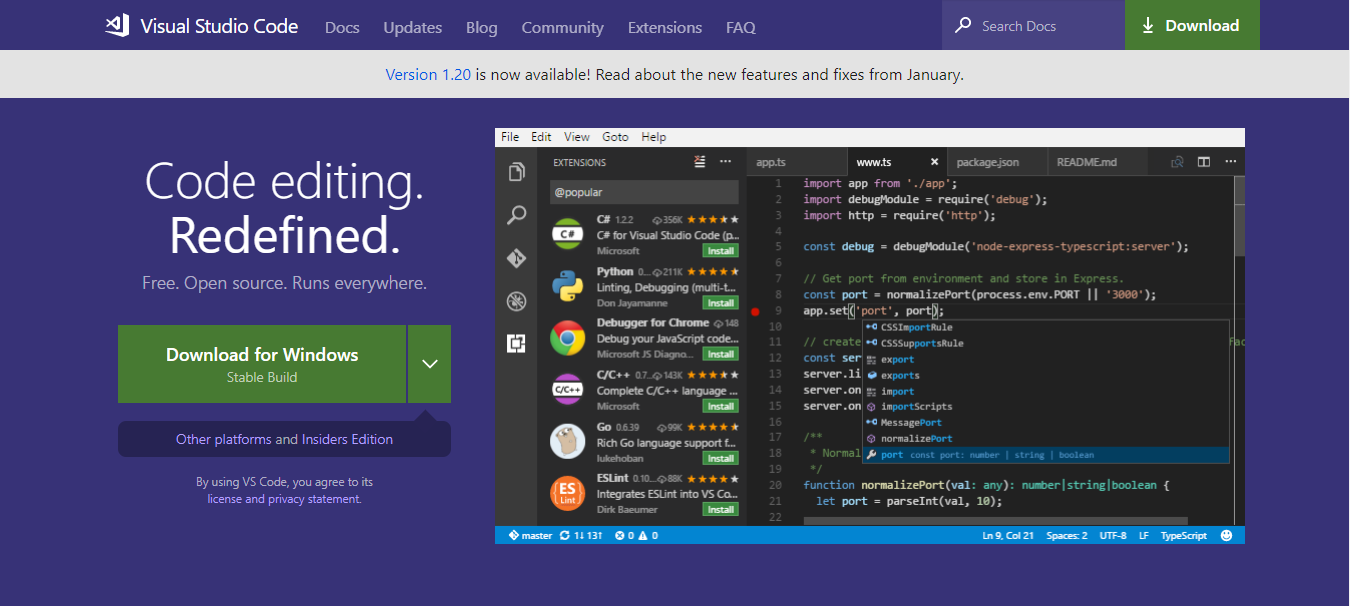 Visual Studio Code Docs Updates Blog Community Extensions FAQ Search Docs Download
Version 1.20 is now available! Read about the new features and fixes from January.
Code editing.
Redefined.
Free. Open source. Runs everywhere.
Download for Windows
Stable Build
Other platforms and Insiders Edition
By using VS Code, you agree to its
license and privacy statement.
File Edit View Goto Help
EXTENSIONS
@popular
C# 1.2.2 356K
C# for Visual Studio Code (p...
Microsoft Install
Python 0... 211K
Linting, Debugging (multi-t...
Don Jayamanne Install
Debugger for Chrome 148
Debug your JavaScript code...
Microsoft JS Diagno... Install
C/C++ 0.7... 143K
Complete C/C++ language ...
Microsoft Install
Go 0.6.39 99K
Rich Go language support f...
lukehoban Install
ESLint 0.10... 88K
Integrates ESLint into VS Co...
Dirk Baeumer Install
C#
C/C++
ES
Lint
app.ts www.ts package.json README.md
1 import app from './app';
2 import debugModule = require('debug');
3 import http = require('http');
4
5 const debug = debugModule('node-express-typescript:server');
6
7 // Get port from environment and store in Express.
8 const port = normalizePort(process.env.PORT || '3000');
9 app.set('port', port);
10
11 // create
12 const ser
13 server.li
14 server.on
15 server.on
16
17 /**
18 * Normal
19 */
20 function normalizePort(val: any): number|string|boolean {
21 let port = parseInt(val, 10);
22
CSSImportRule
CSSSupportsRule
export
exports
import
importScripts
MessagePort
normalizePort
port const port: number | string | boolean
master 1↓ 13↑ 0 0 Ln 9, Col 21 Spaces: 2 UTF-8 LF TypeScript